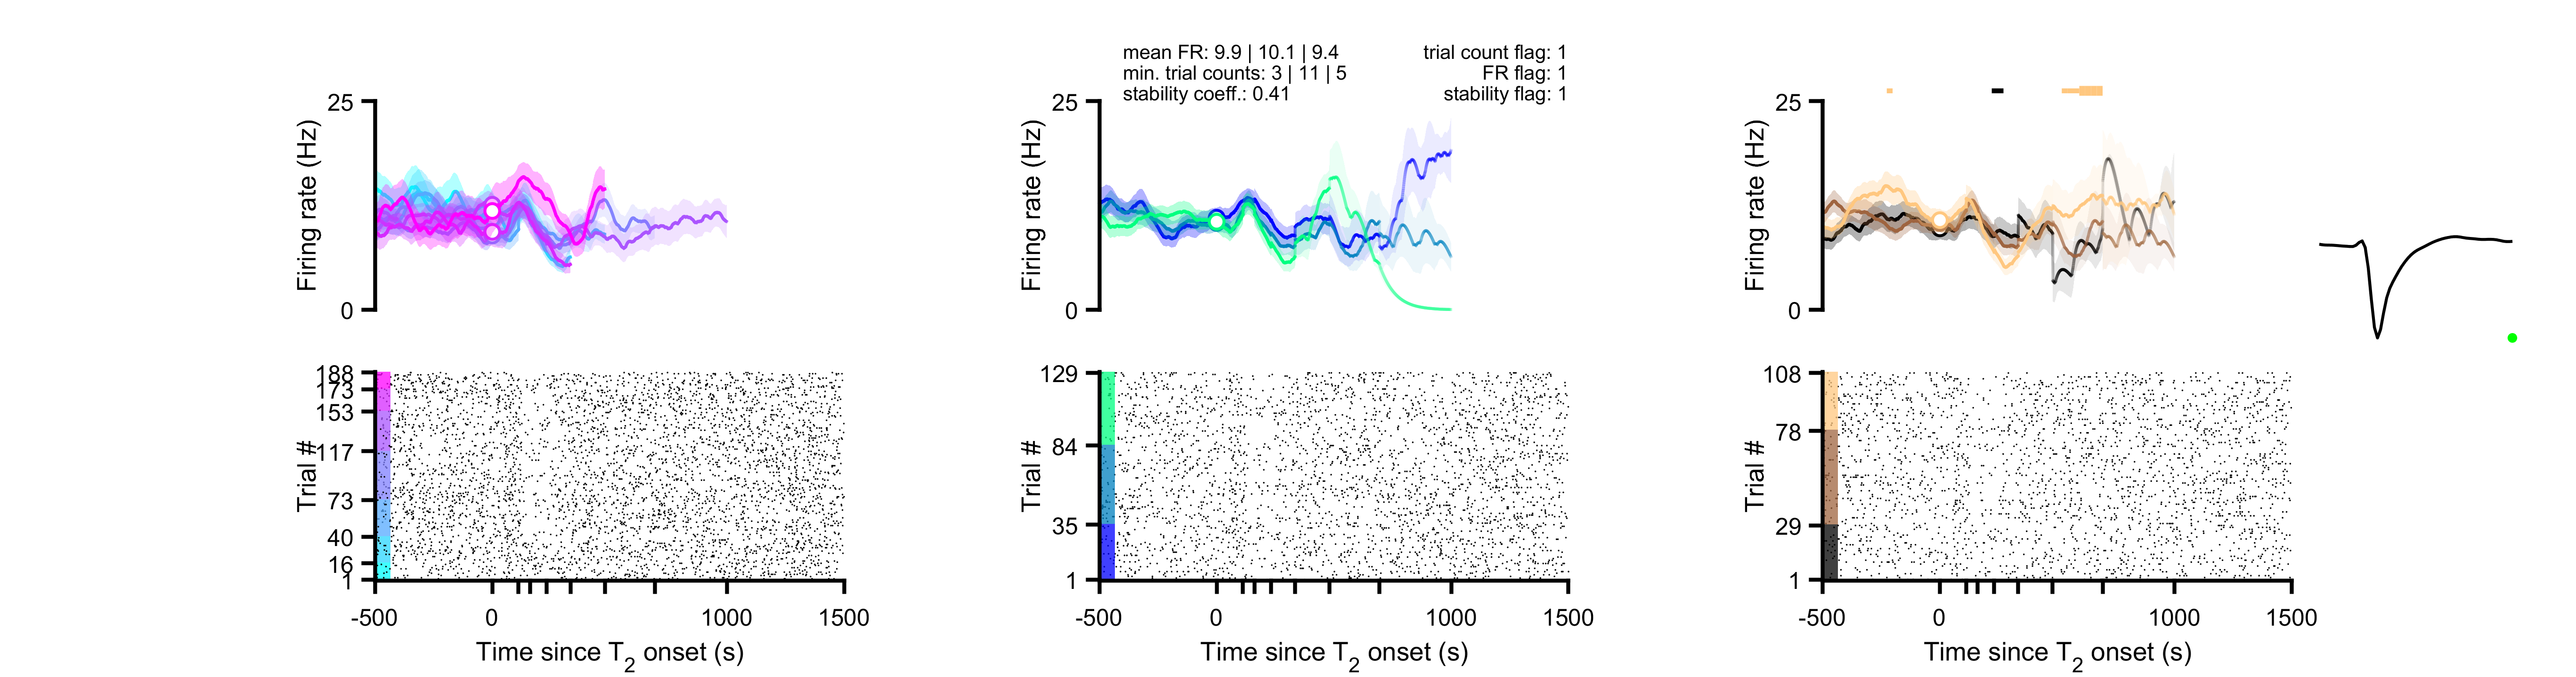 mean FR: 9.9 | 10.1 | 9.4
min. trial counts: 3 | 11 | 5
stability coeff.: 0.41
trial count flag: 1
FR flag: 1
stability flag: 1
25
Firing rate (Hz)
0
25
Firing rate (Hz)
0
25
Firing rate (Hz)
0
188
173
153
117
73
40
16
1
Trial #
-500
0
1000
1500
Time since T2 onset (s)
129
84
35
1
Trial #
-500
0
1000
1500
Time since T2 onset (s)
108
78
29
1
Trial #
-500
0
1000
1500
Time since T2 onset (s)